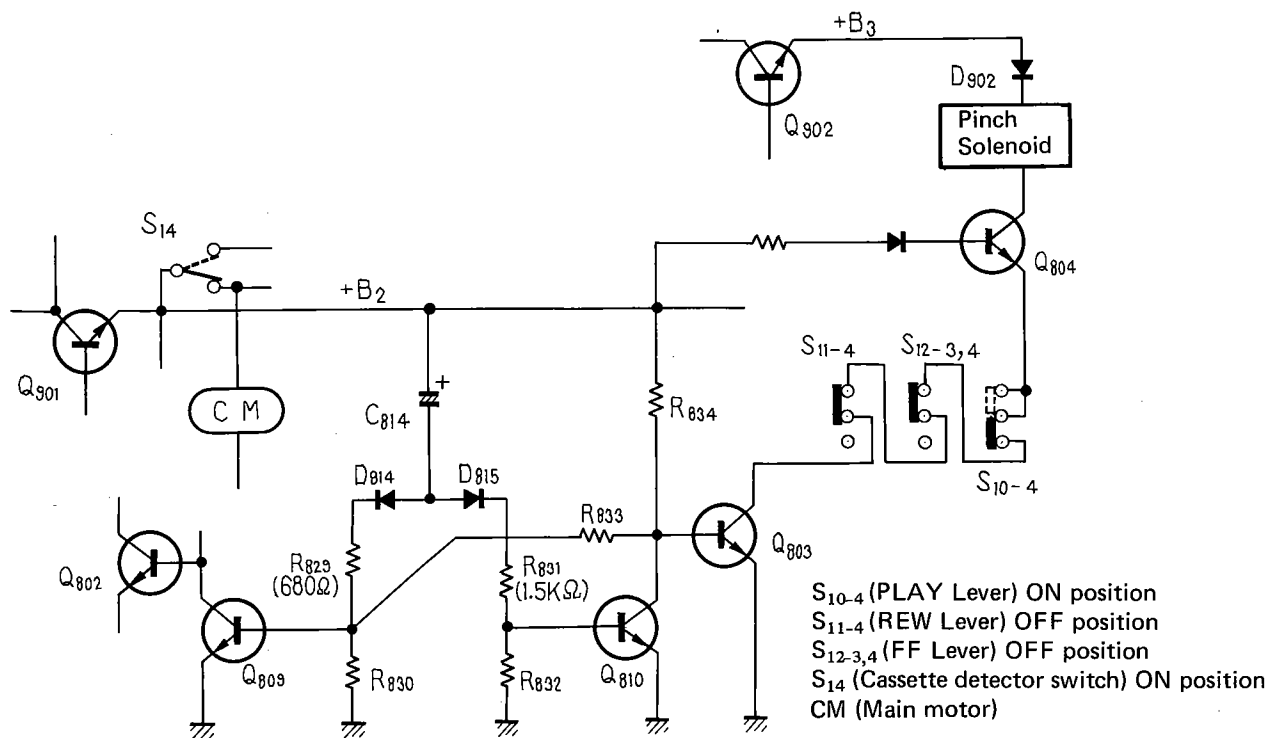 +B3
D902
Q902
Pinch
Solenoid
S14
Q804
+B2
S11-4
S12-3,4
Q901
CM
+
C814
R834
S10-4
D814
D815
R833
Q803
Q802
R829
(680Ω)
R831
(1.5KΩ)
Q809
R830
R832
Q810
S10-4 (PLAY Lever) ON position
S11-4 (REW Lever) OFF position
S12-3,4 (FF Lever) OFF position
S14 (Cassette detector switch) ON position
CM (Main motor)